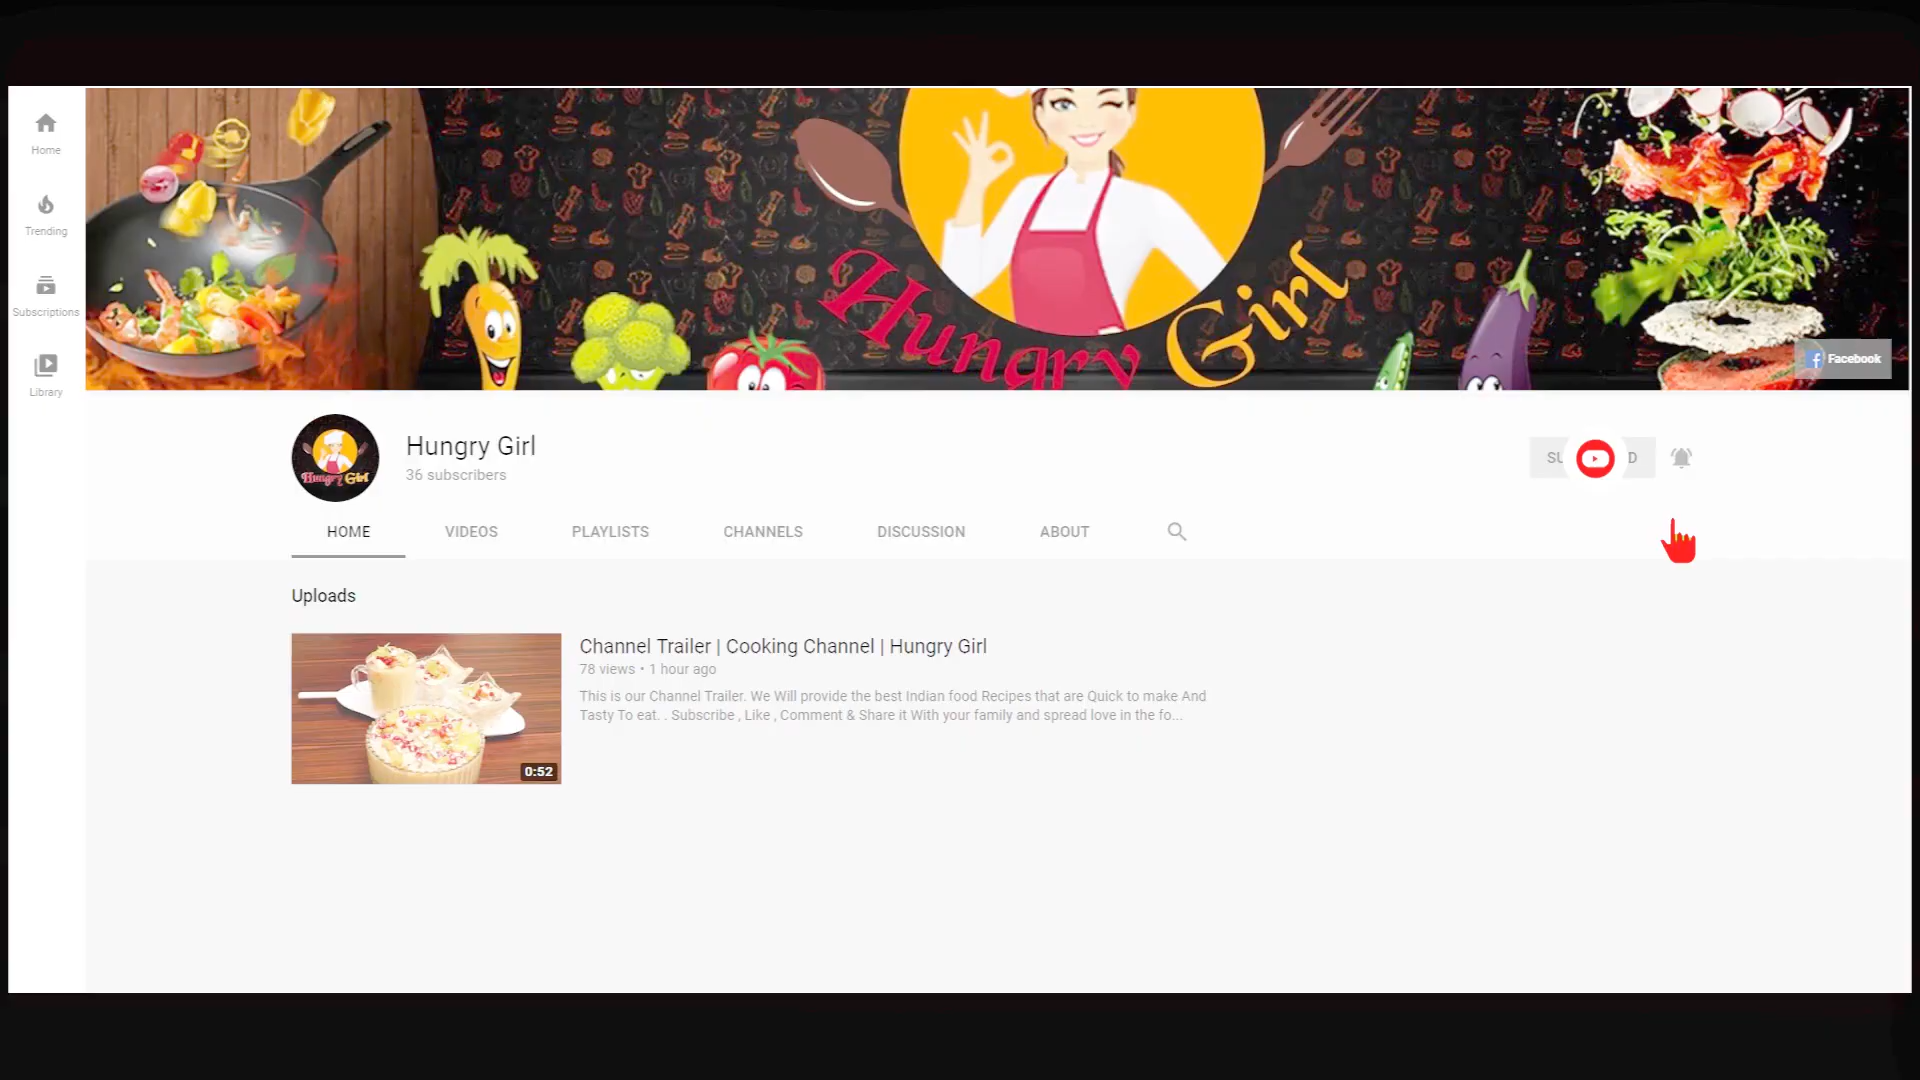 Home
Trending
Subscriptions
Library
Hungry Girl
Facebook
Hungry Girl
Hungry Girl
36 subscribers
SU D
HOME VIDEOS PLAYLISTS CHANNELS DISCUSSION ABOUT
Uploads
Channel Trailer | Cooking Channel | Hungry Girl
78 views • 1 hour ago
This is our Channel Trailer. We Will provide the best Indian food Recipes that are Quick to make And
Tasty To eat. . Subscribe , Like , Comment & Share it With your family and spread love in the fo...
0:52